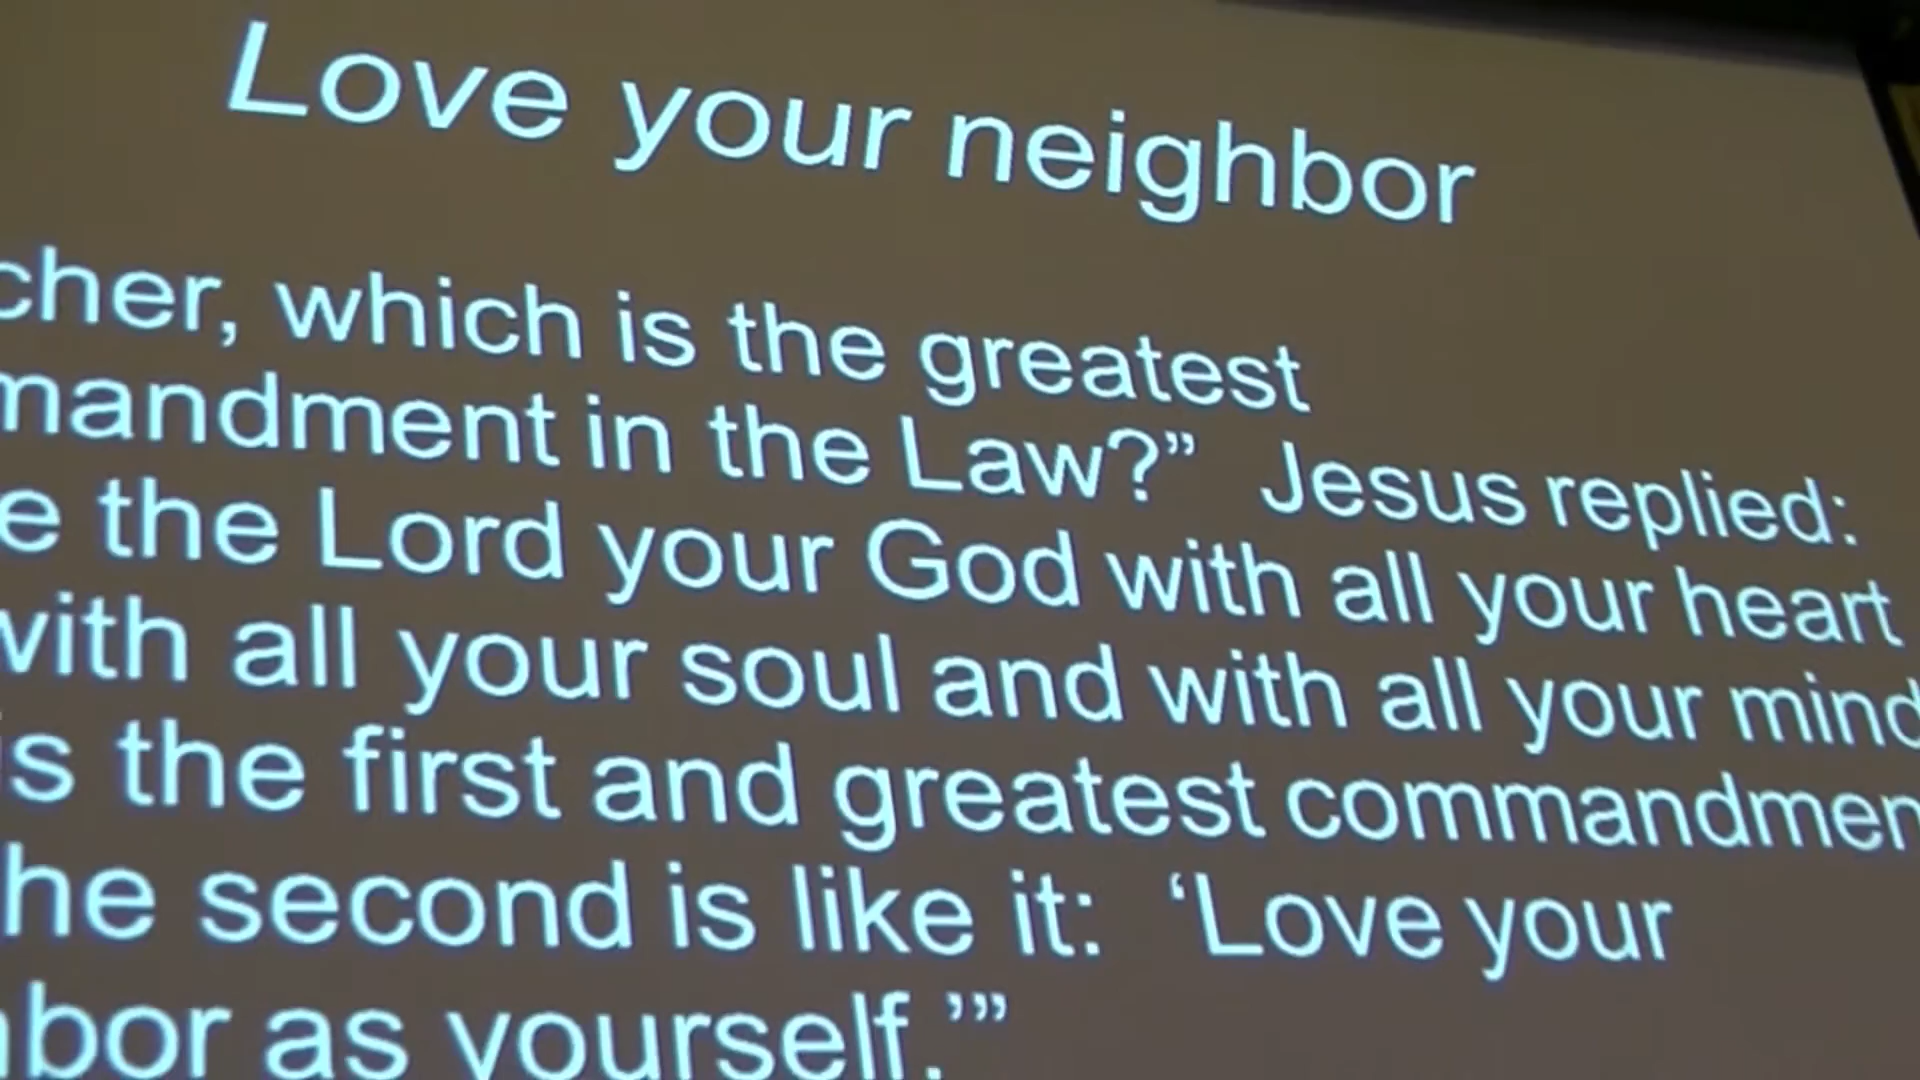 Love your neighbor
cher, which is the greatest
mandment in the Law?” Jesus replied:
e the Lord your God with all your heart
with all your soul and with all your mind
is the first and greatest commandmen
he second is like it: ‘Love your
bor as yourself.’”